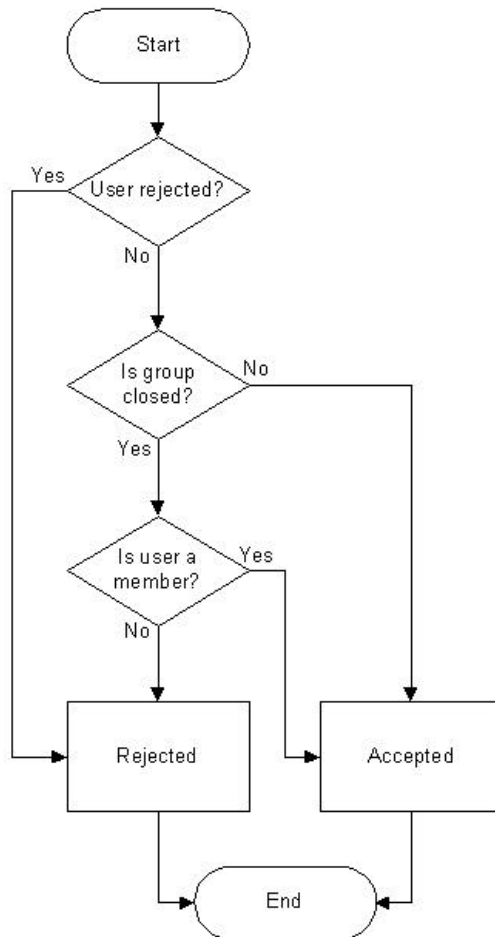 Start
Yes
User rejected?
No
Is group
closed?
No
Yes
Is user a
member?
Yes
No
Rejected
Accepted
End